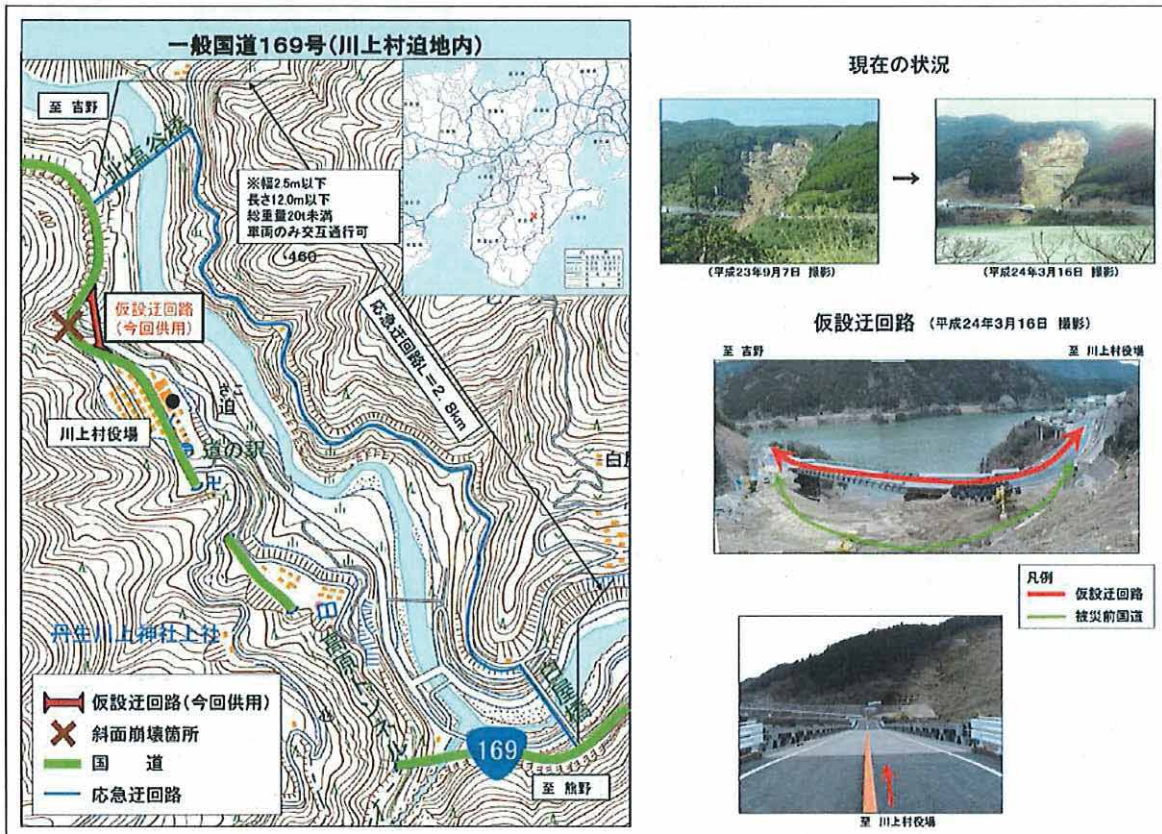 一般国道169号(川上村迫地内)
至 吉野
北塩谷橋
※幅2.5m以下
長さ12.0m以下
総重量20t未満
車両のみ交互通行可
400
460
仮設迂回路
(今回供用)
応急迂回路L=2.8km
迫
川上村役場
道の駅
丹生川上神社上社
169
至 熊野
仮設迂回路(今回供用)
斜面崩壊箇所
国 道
応急迂回路
現在の状況
→
(平成23年9月7日 撮影)
(平成24年3月16日 撮影)
仮設迂回路 (平成24年3月16日 撮影)
至 吉野
至 川上村役場
凡例
仮設迂回路
被災前国道
至 川上村役場